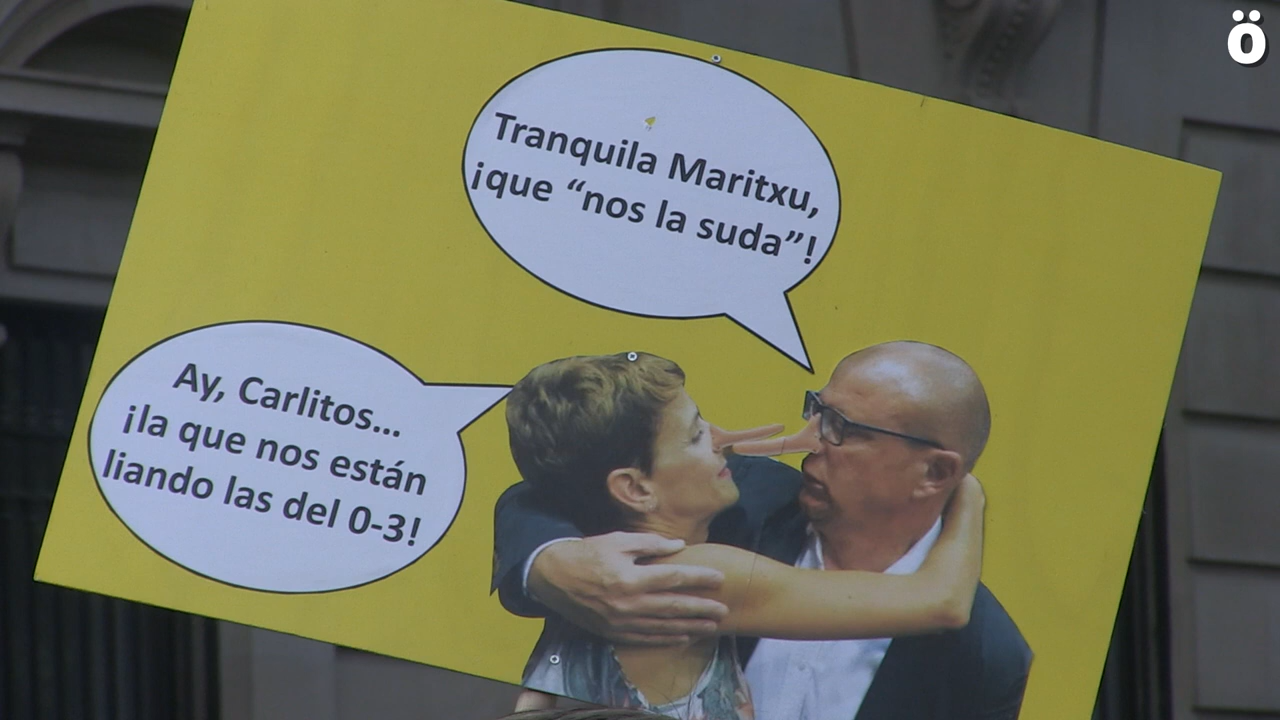 Tranquila Maritxu,
¡que “nos la suda”!
Ay, Carlitos...
¡la que nos están
liando las del 0-3!
ö